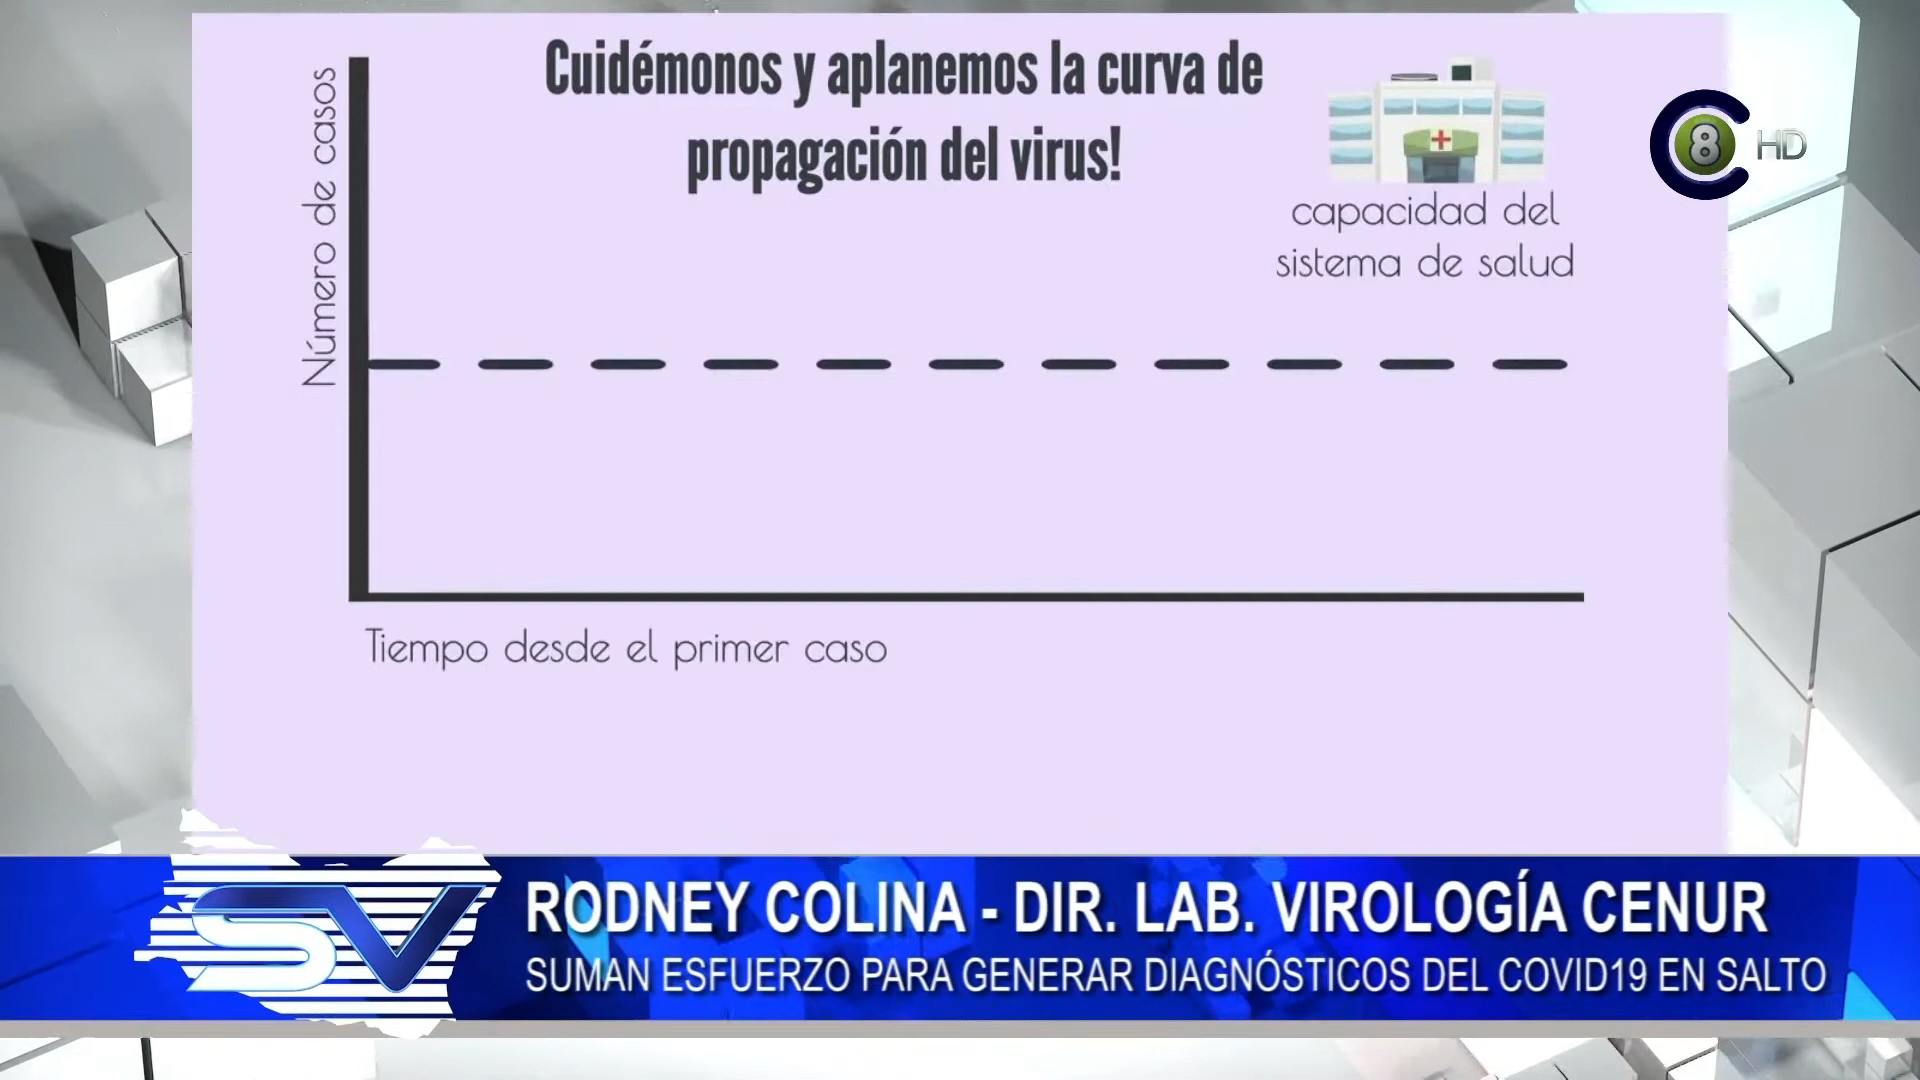 Cuidémonos y aplanemos la curva de
propagación del virus!
Número de casos
capacidad del
sistema de salud
C8 HD
Tiempo desde el primer caso
SV
RODNEY COLINA - DIR. LAB. VIROLOGÍA CENUR
SUMAN ESFUERZO PARA GENERAR DIAGNÓSTICOS DEL COVID19 EN SALTO